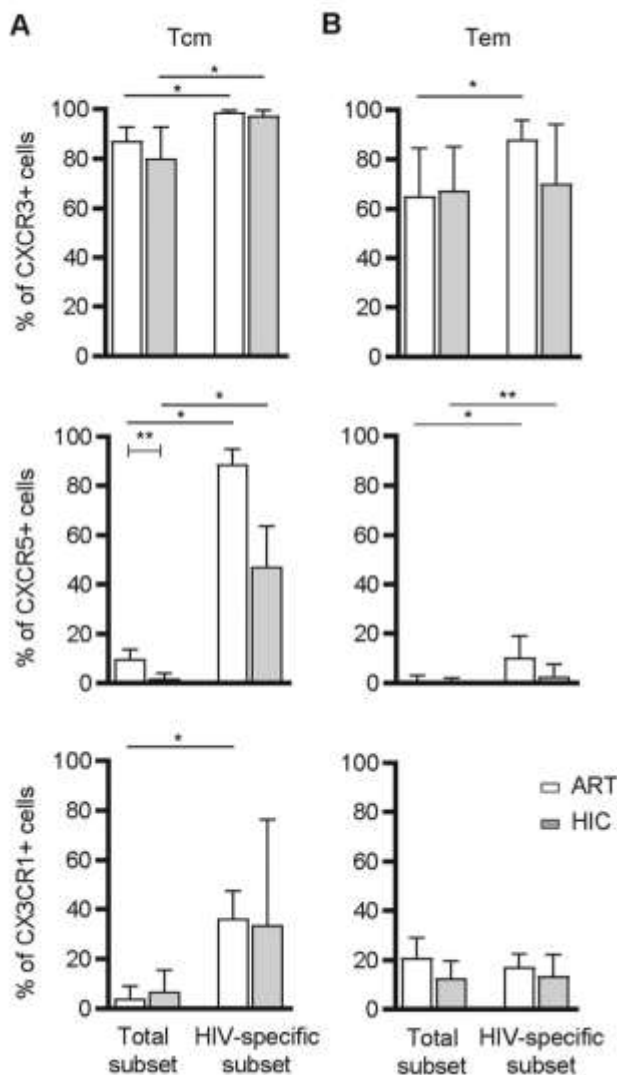 A
B
Tcm
Tem
% of CXCR3+ cells
100
80
60
40
20
0
*
*
100
80
60
40
20
0
*
% of CXCR5+ cells
100
80
60
40
20
0
*
*
**
100
80
60
40
20
0
**
*
% of CX3CR1+ cells
100
80
60
40
20
0
*
100
80
60
40
20
0
ART
HIC
Total
subset
HIV-specific
subset
Total
subset
HIV-specific
subset